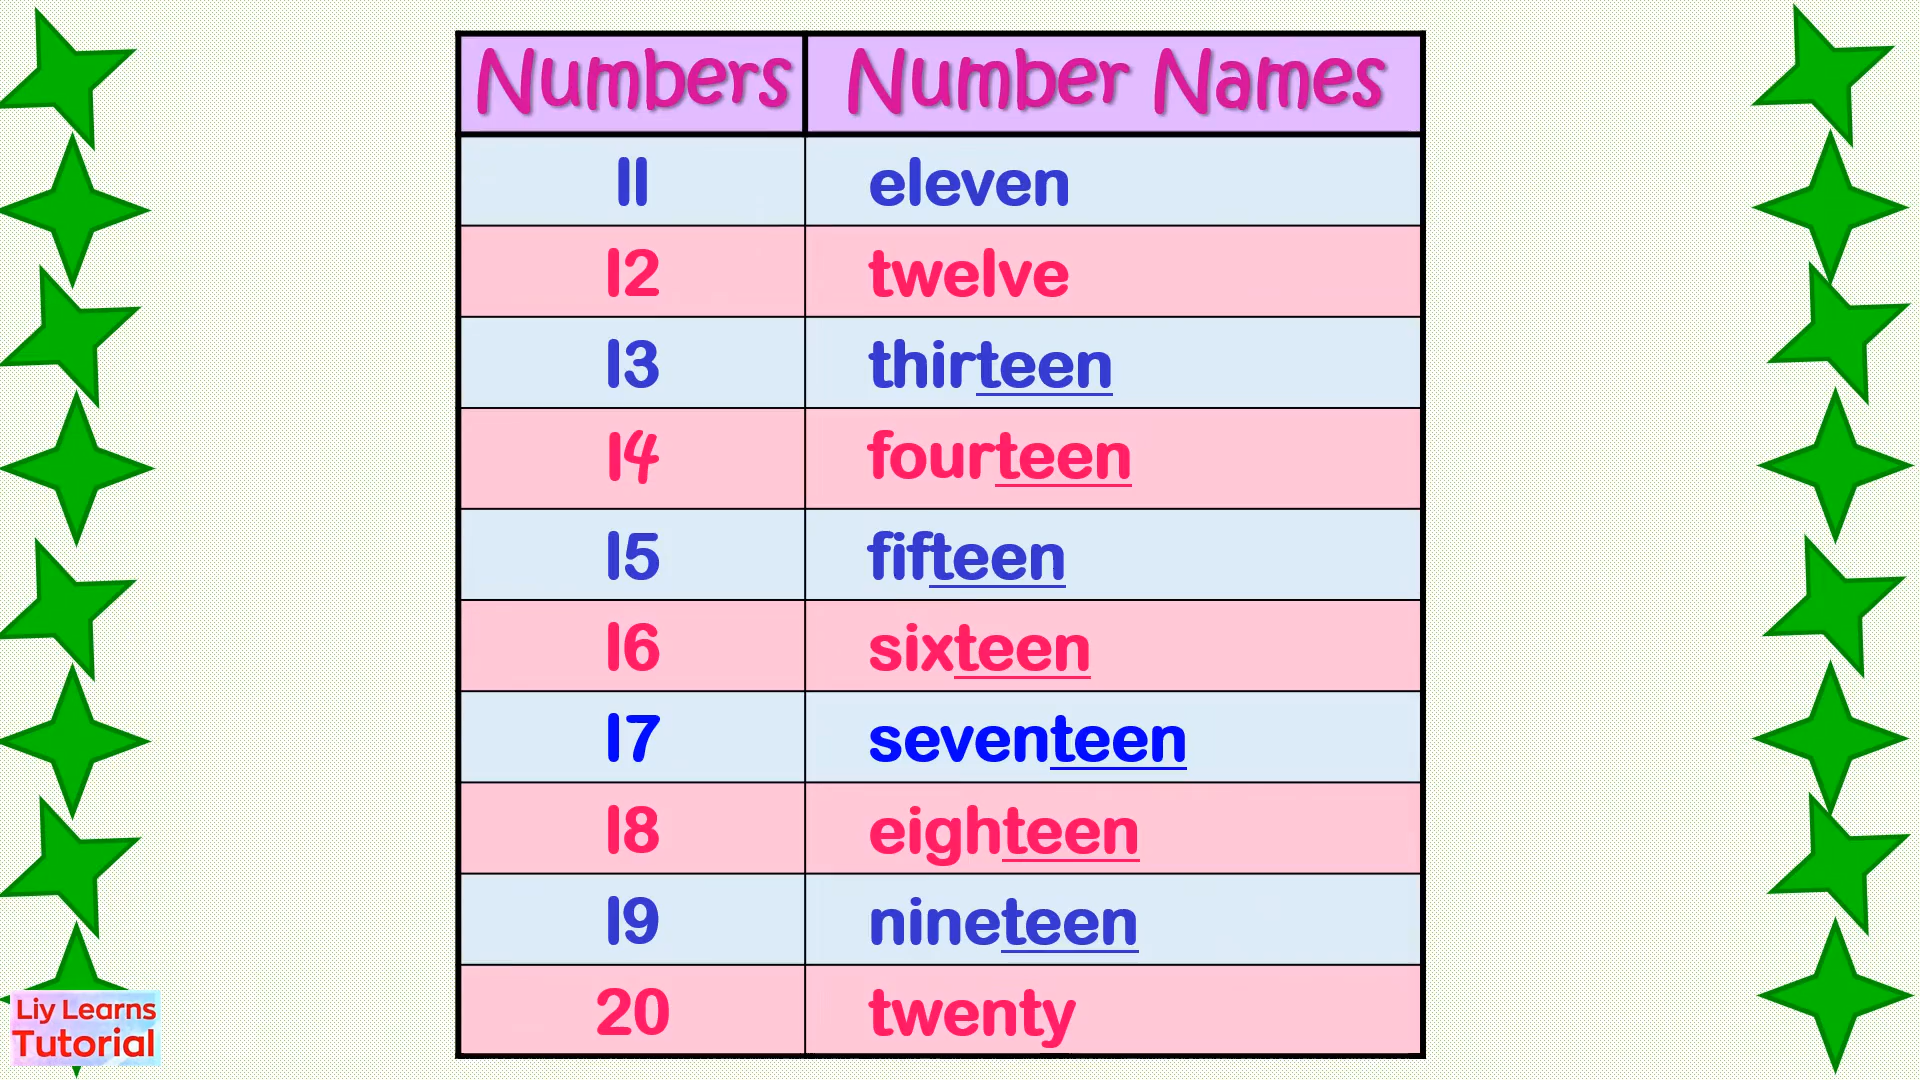 Numbers Number Names
11 eleven
12 twelve
13 thirteen
14 fourteen
15 fifteen
16 sixteen
17 seventeen
18 eighteen
19 nineteen
20 twenty
Liy Learns
Tutorial